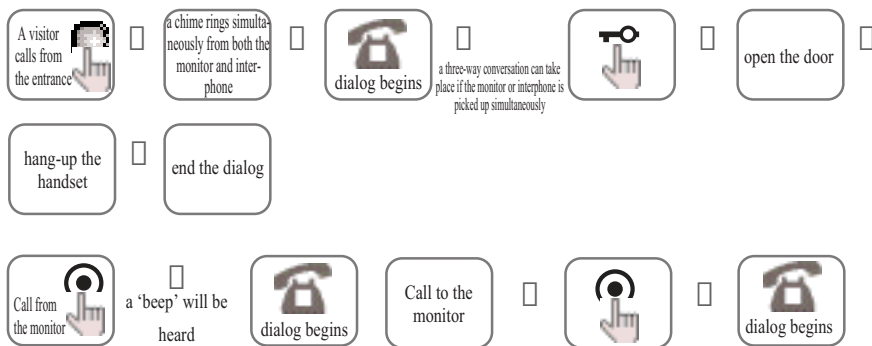 A visitor
calls from
the entrance
a chime rings simulta-
neously from both the
monitor and inter-
phone
dialog begins
a three-way conversation can take
place if the monitor or interphone is
picked up simultaneously
open the door
hang-up the
handset
end the dialog
Call from
the monitor
a ‘beep’ will be
heard
dialog begins
Call to the
monitor
dialog begins